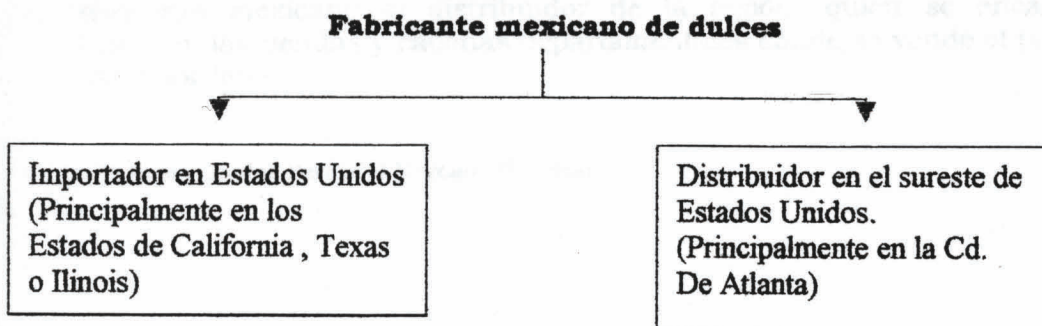 Fabricante mexicano de dulces
Importador en Estados Unidos
(Principalmente en los
Estados de California , Texas
o Ilinois)
Distribuidor en el sureste de
Estados Unidos.
(Principalmente en la Cd.
De Atlanta)